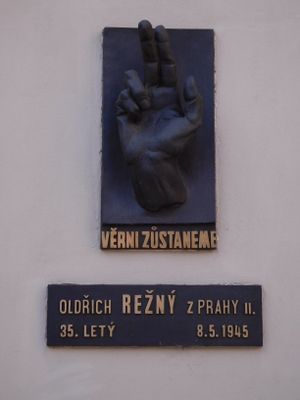 VĚRNI ZŮSTANEME
OLDŘICH REŽNÝ Z PRAHY II.
35. LETÝ 8.5.1945